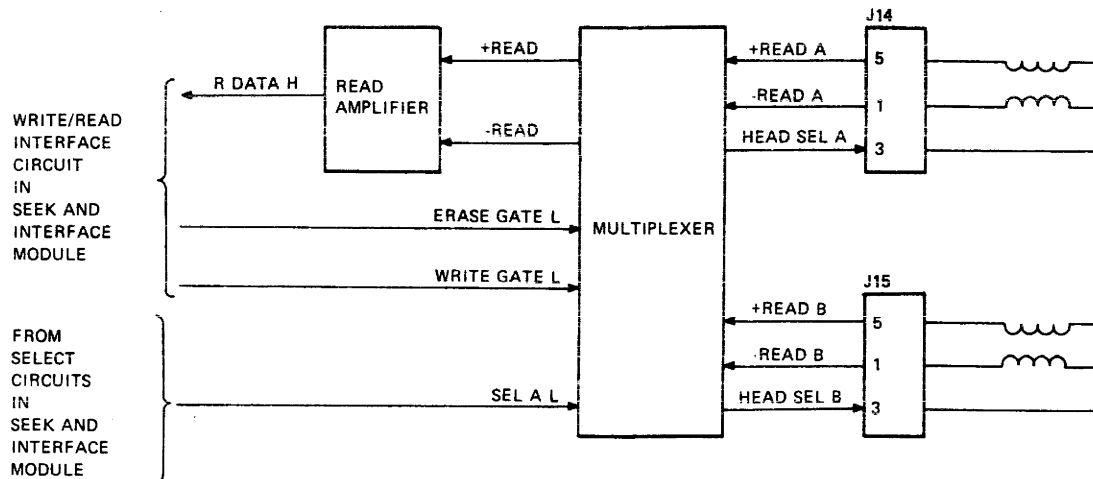 J14
+READ
+READ A
5
R DATA H
READ
AMPLIFIER
-READ A
1
WRITE/READ
INTERFACE
CIRCUIT
IN
SEEK AND
INTERFACE
MODULE
-READ
HEAD SEL A
3
ERASE GATE L
MULTIPLEXER
WRITE GATE L
J15
+READ B
5
FROM
SELECT
CIRCUITS
IN
SEEK AND
INTERFACE
MODULE
-READ B
1
SEL A L
HEAD SEL B
3